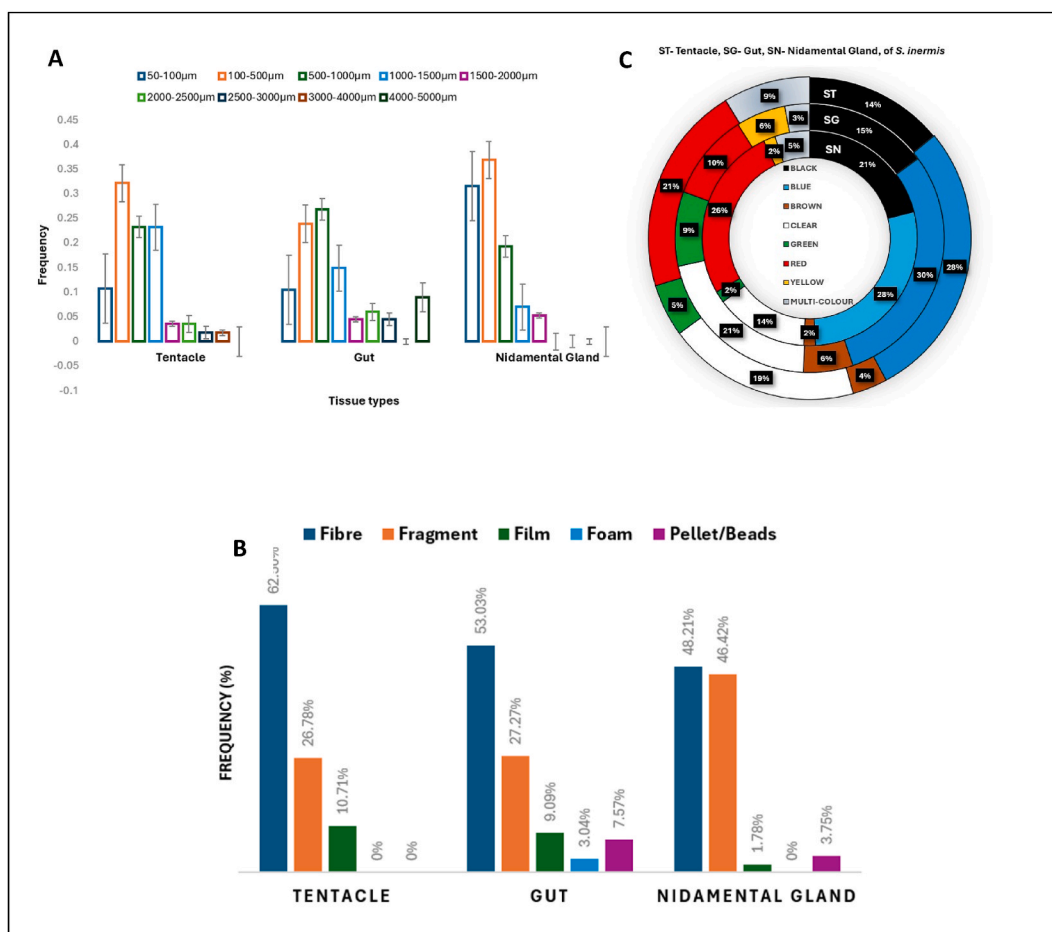 A
50-100µm
100-500µm
500-1000µm
1000-1500µm
1500-2000µm
2000-2500µm
2500-3000µm
3000-4000µm
4000-5000µm
0.45
0.4
0.35
0.3
0.25
0.2
0.15
0.1
0.05
0
-0.05
-0.1
Frequency
Tentacle
Gut
Nidamental Gland
Tissue types
C
ST- Tentacle, SG- Gut, SN- Nidamental Gland, of S. inermis
ST
SG
SN
9%
14%
3%
15%
6%
5%
21%
2%
10%
21%
26%
9%
2%
5%
14%
21%
19%
2%
6%
4%
28%
30%
28%
BLACK
BLUE
BROWN
CLEAR
GREEN
RED
YELLOW
MULTI-COLOUR
B
Fibre
Fragment
Film
Foam
Pellet/Beads
FREQUENCY (%)
26.78%
10.71%
0%
0%
53.03%
27.27%
9.09%
3.04%
7.57%
48.21%
46.42%
1.78%
0%
3.75%
TENTACLE
GUT
NIDAMENTAL GLAND